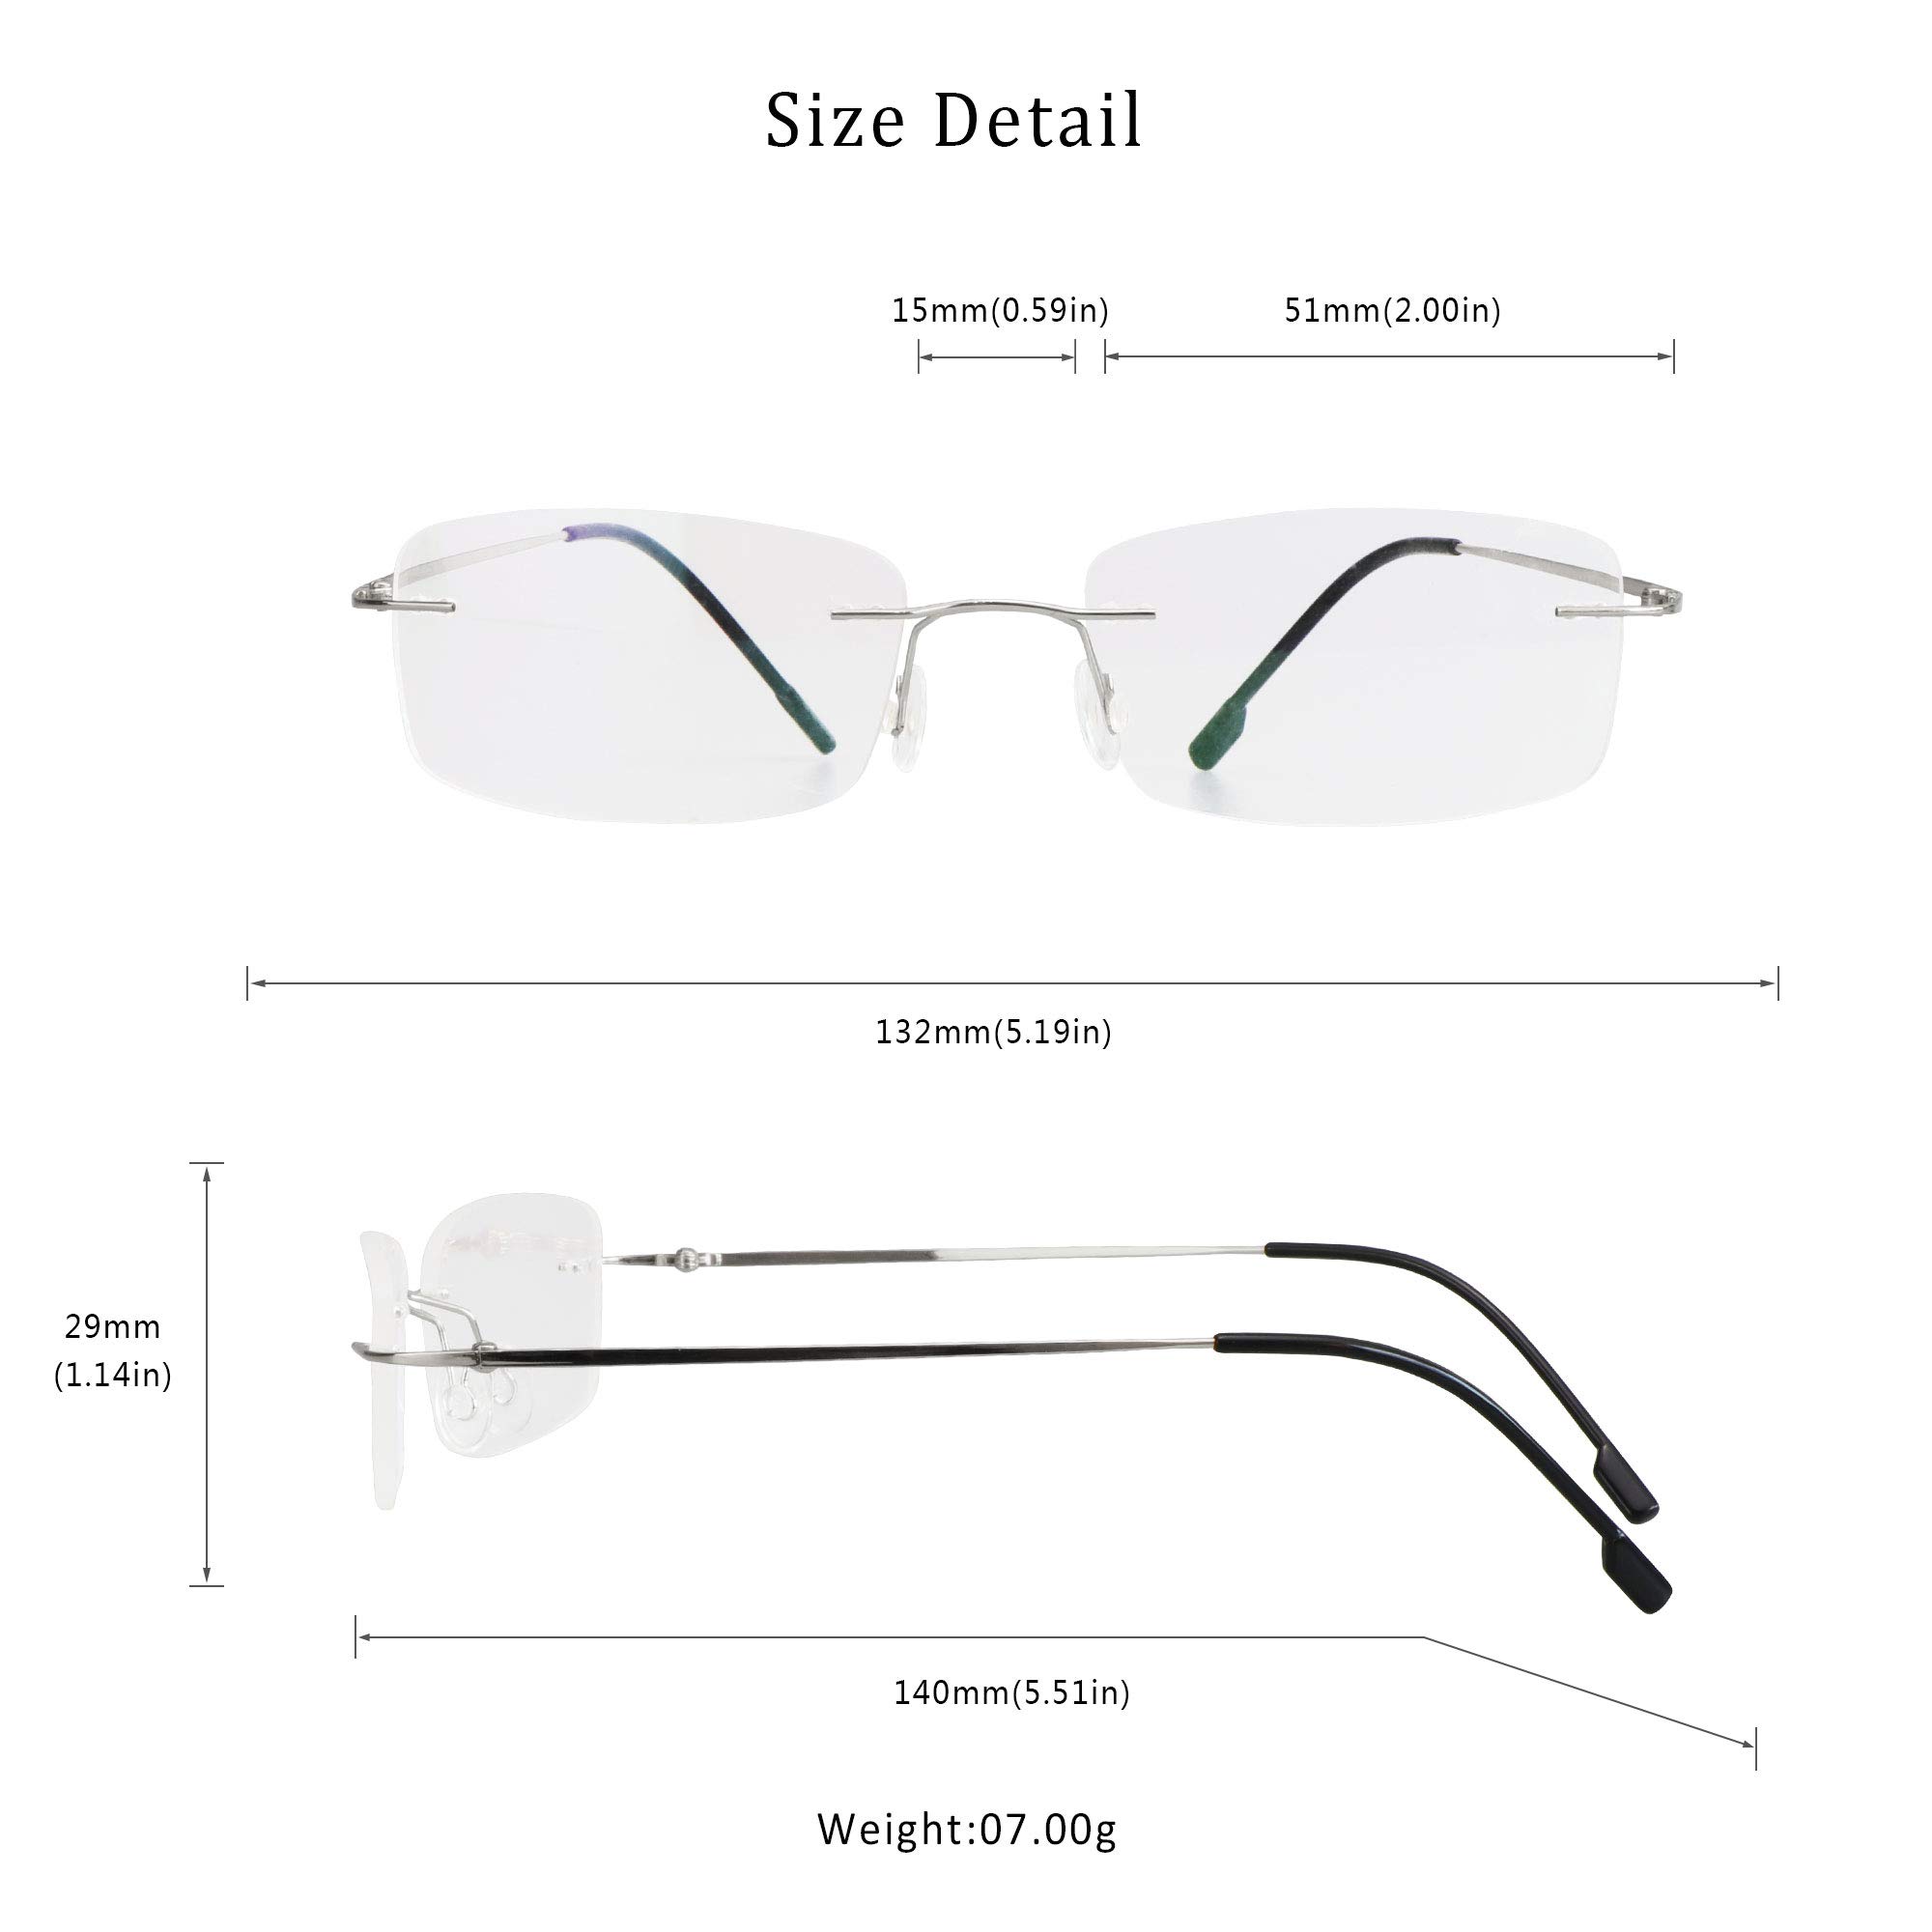 Size Detail
15mm(0.59in)
51mm(2.00in)
132mm(5.19in)
29mm
(1.14in)
140mm(5.51in)
Weight:07.00g